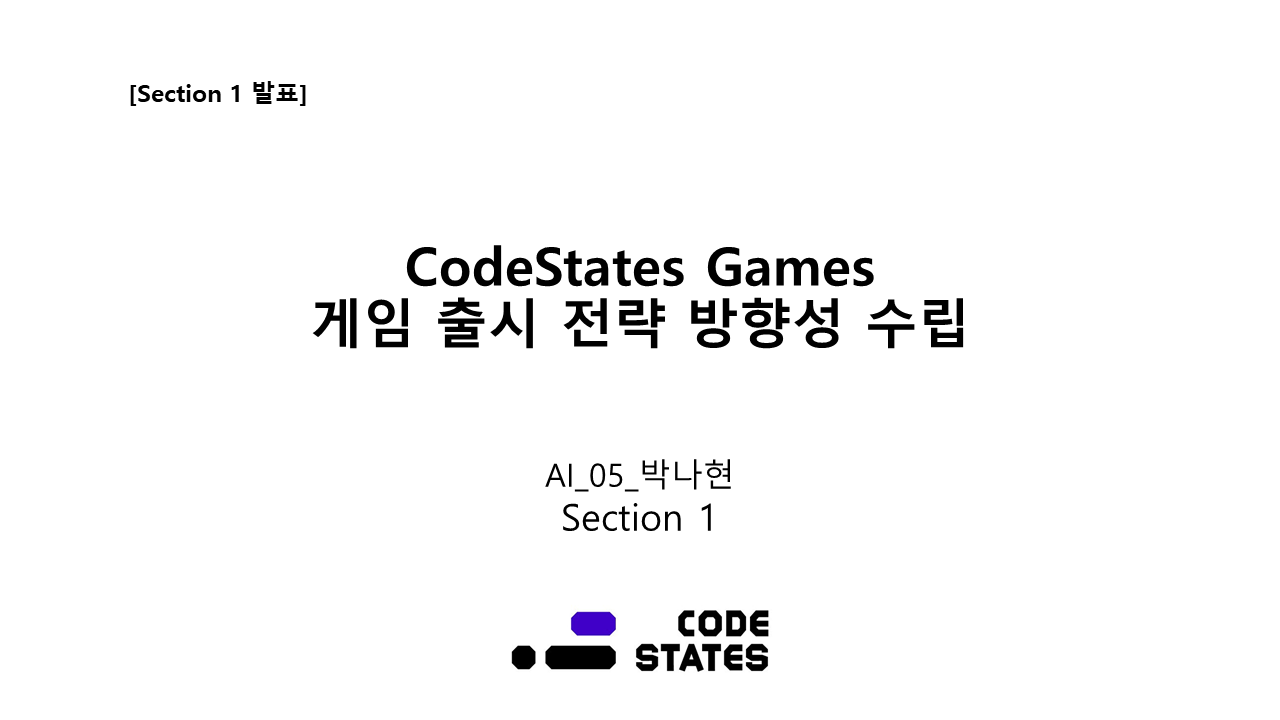 [Section 1 발표]
CodeStates Games
게임 출시 전략 방향성 수립
AI_05_박나현
Section 1
CODE
STATES